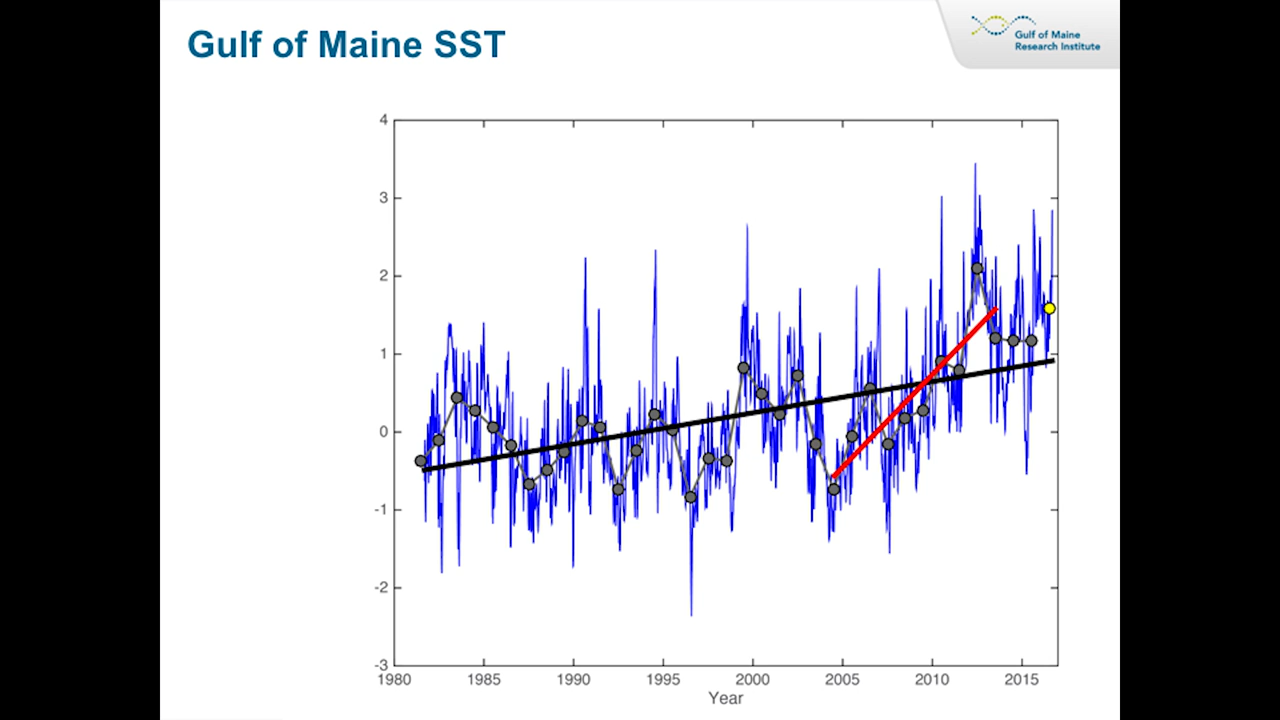 Gulf of Maine SST
Gulf of Maine
Research Institute
4
3
2
1
0
-1
-2
-3
1980 1985 1990 1995 2000 2005 2010 2015
Year